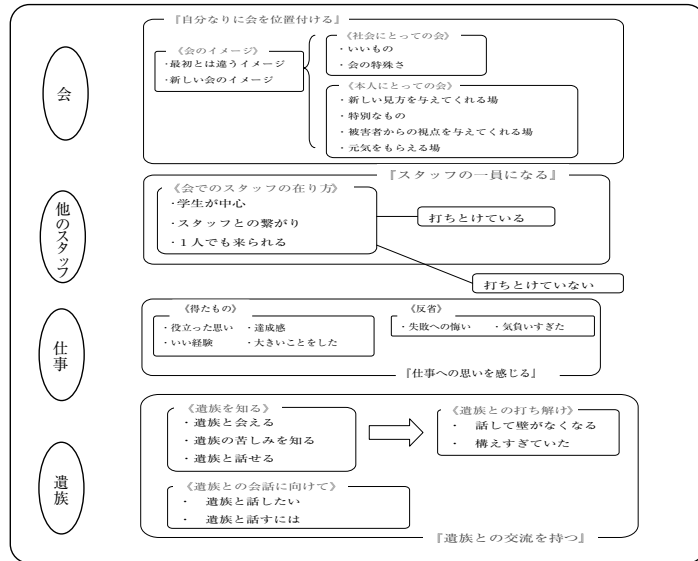 『自分なりに会を位置付ける』
会
《会のイメージ》
・最初とは違うイメージ
・新しい会のイメージ
《社会にとっての会》
・いいもの
・会の特殊さ
《本人にとっての会》
・新しい見方を与えてくれる場
・特別なもの
・被害者からの視点を与えてくれる場
・元気をもらえる場
『スタッフの一員になる』
他のスタッフ
《会でのスタッフの在り方》
・学生が中心
・スタッフとの繋がり
・１人でも来られる
打ちとけている
打ちとけていない
仕事
《得たもの》
・役立った思い ・達成感
・いい経験 ・大きいことをした
《反省》
・失敗への悔い ・気負いすぎた
『仕事への思いを感じる』
遺族
《遺族を知る》
・遺族と会える
・遺族の苦しみを知る
・遺族と話せる
《遺族との打ち解け》
・ 話して壁がなくなる
・ 構えすぎていた
《遺族との会話に向けて》
・ 遺族と話したい
・ 遺族と話すには
『遺族との交流を持つ』